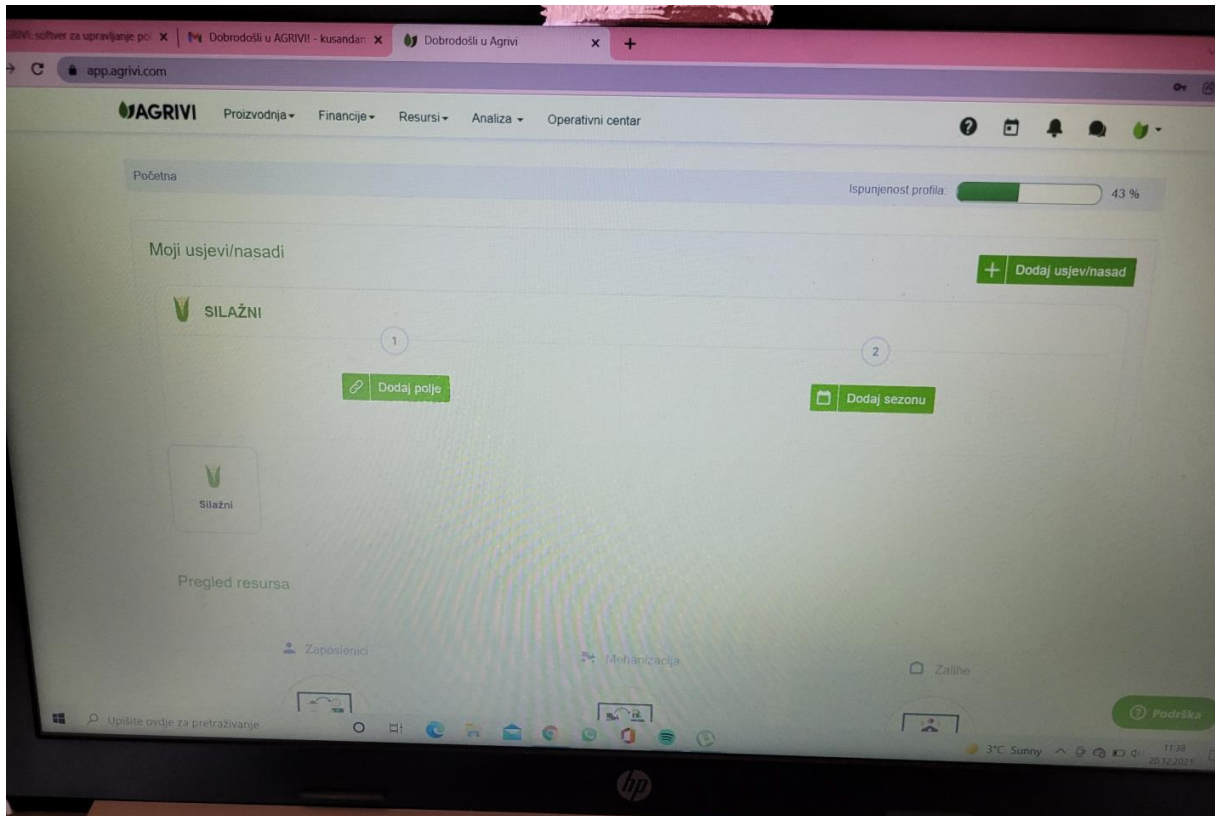 softver za upravljanje po
Dobrodošli u AGRIVI! - kusandar
Dobrodošli u Agrivi
app.agrivi.com
AGRIVI
Proizvodnja
Financije
Resursi
Analiza
Operativni centar
Početna
Ispunjenost profila:
43 %
Moji usjevi/nasadi
Dodaj usjev/nasad
SILAŽNI
1
2
Dodaj polje
Dodaj sezonu
Silažni
Pregled resursa
Zaposlenici
Mehanizacija
Zalihe
Podrška
Upišite ovdje za pretraživanje
3°C Sunny
11:38
20.12.2021.
hp